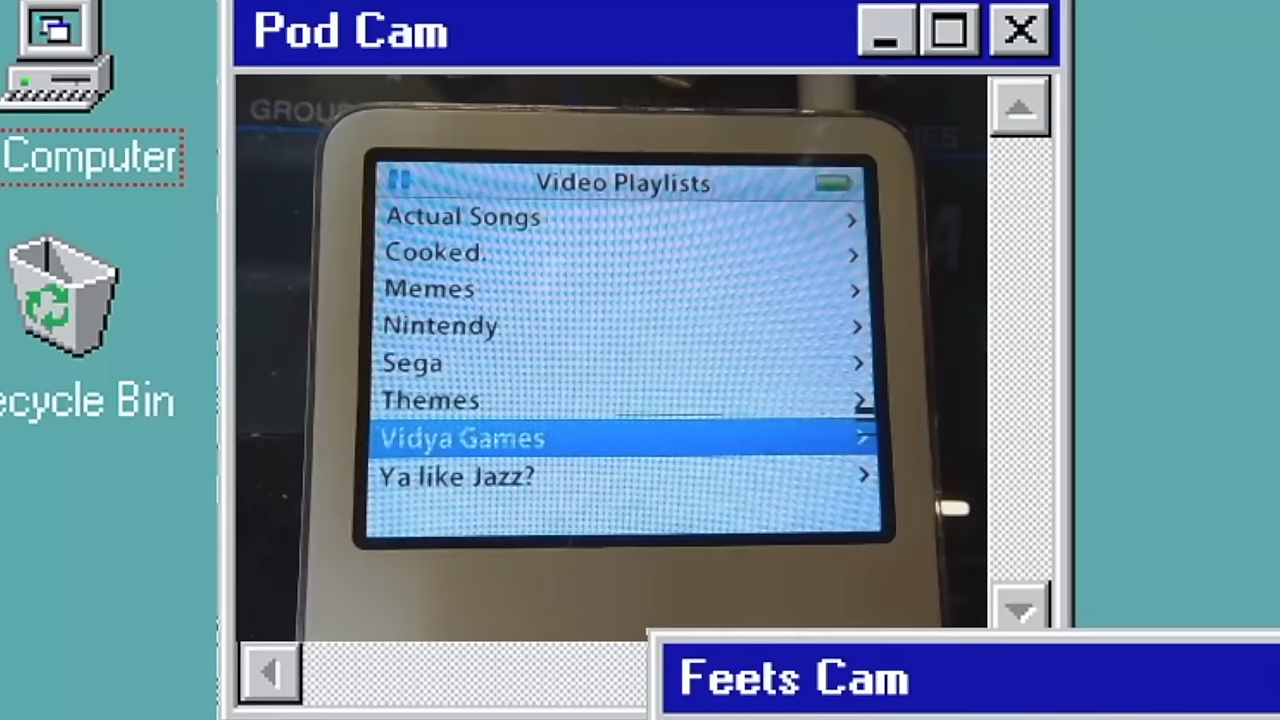 Pod Cam
Computer
ecycle Bin
GROU
Video Playlists
Actual Songs
Cooked.
Memes
Nintendy
Sega
Themes
Vidya Games
Ya like Jazz?
Feets Cam